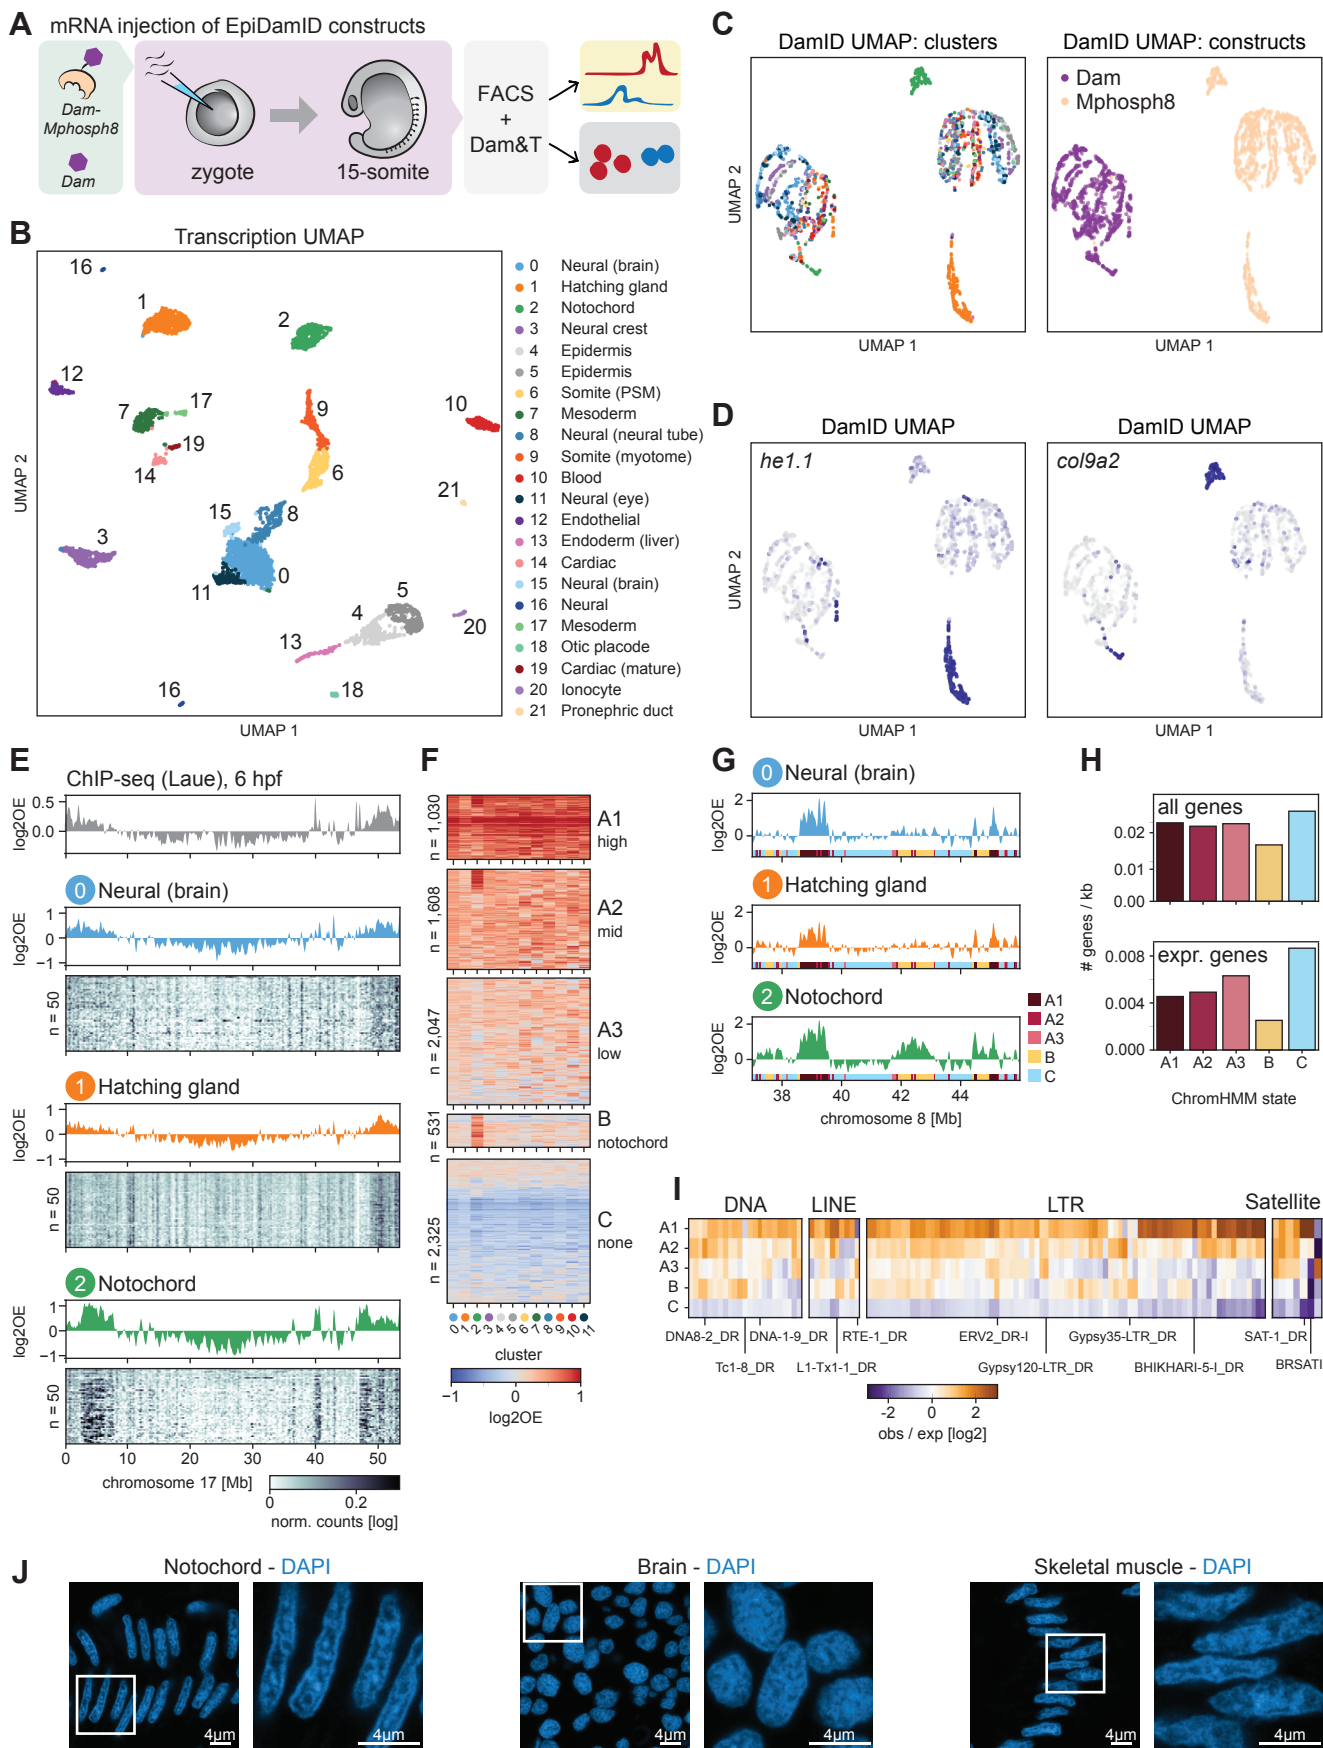 A
mRNA injection of EpiDamID constructs
Dam-
Mphosph8
Dam
zygote
15-somite
FACS
+
Dam&T
B
Transcription UMAP
16
1
2
12
7
17
19
14
9
10
6
21
15
8
3
11
0
5
4
20
13
16
18
UMAP 2
UMAP 1
0 Neural (brain)
1 Hatching gland
2 Notochord
3 Neural crest
4 Epidermis
5 Epidermis
6 Somite (PSM)
7 Mesoderm
8 Neural (neural tube)
9 Somite (myotome)
10 Blood
11 Neural (eye)
12 Endothelial
13 Endoderm (liver)
14 Cardiac
15 Neural (brain)
16 Neural
17 Mesoderm
18 Otic placode
19 Cardiac (mature)
20 Ionocyte
21 Pronephric duct
C
DamID UMAP: clusters
DamID UMAP: constructs
Dam
Mphosph8
UMAP 2
UMAP 1
UMAP 1
D
DamID UMAP
DamID UMAP
he1.1
col9a2
UMAP 2
UMAP 1
UMAP 1
E
ChIP-seq (Laue), 6 hpf
log2OE
0.5
0.0
0 Neural (brain)
log2OE
1
0
−1
n = 50
1 Hatching gland
log2OE
1
0
−1
n = 50
2 Notochord
log2OE
1
0
−1
n = 50
0 10 20 30 40 50
chromosome 17 [Mb]
0 0.2
norm. counts [log]
F
n = 1,030
A1
high
n = 1,608
A2
mid
n = 2,047
A3
low
n = 531
B
notochord
n = 2,325
C
none
0 1 2 3 4 5 6 7 8 9 10 11
cluster
−1 0 1
log2OE
G
0 Neural (brain)
log2OE
2
0
1 Hatching gland
log2OE
2
0
2 Notochord
log2OE
2
0
A1
A2
A3
B
C
38 40 42 44
chromosome 8 [Mb]
H
all genes
0.02
0.01
0.00
# genes / kb
expr. genes
0.008
0.004
0.000
A1 A2 A3 B C
ChromHMM state
I
DNA LINE LTR Satellite
A1
A2
A3
B
C
DNA8-2_DR DNA-1-9_DR RTE-1_DR ERV2_DR-I Gypsy35-LTR_DR SAT-1_DR
Tc1-8_DR L1-Tx1-1_DR Gypsy120-LTR_DR BHIKHARI-5-I_DR BRSATI
-2 0 2
obs / exp [log2]
J
Notochord - DAPI
Brain - DAPI
Skeletal muscle - DAPI
4µm
4µm
4µm
4µm
4µm
4µm